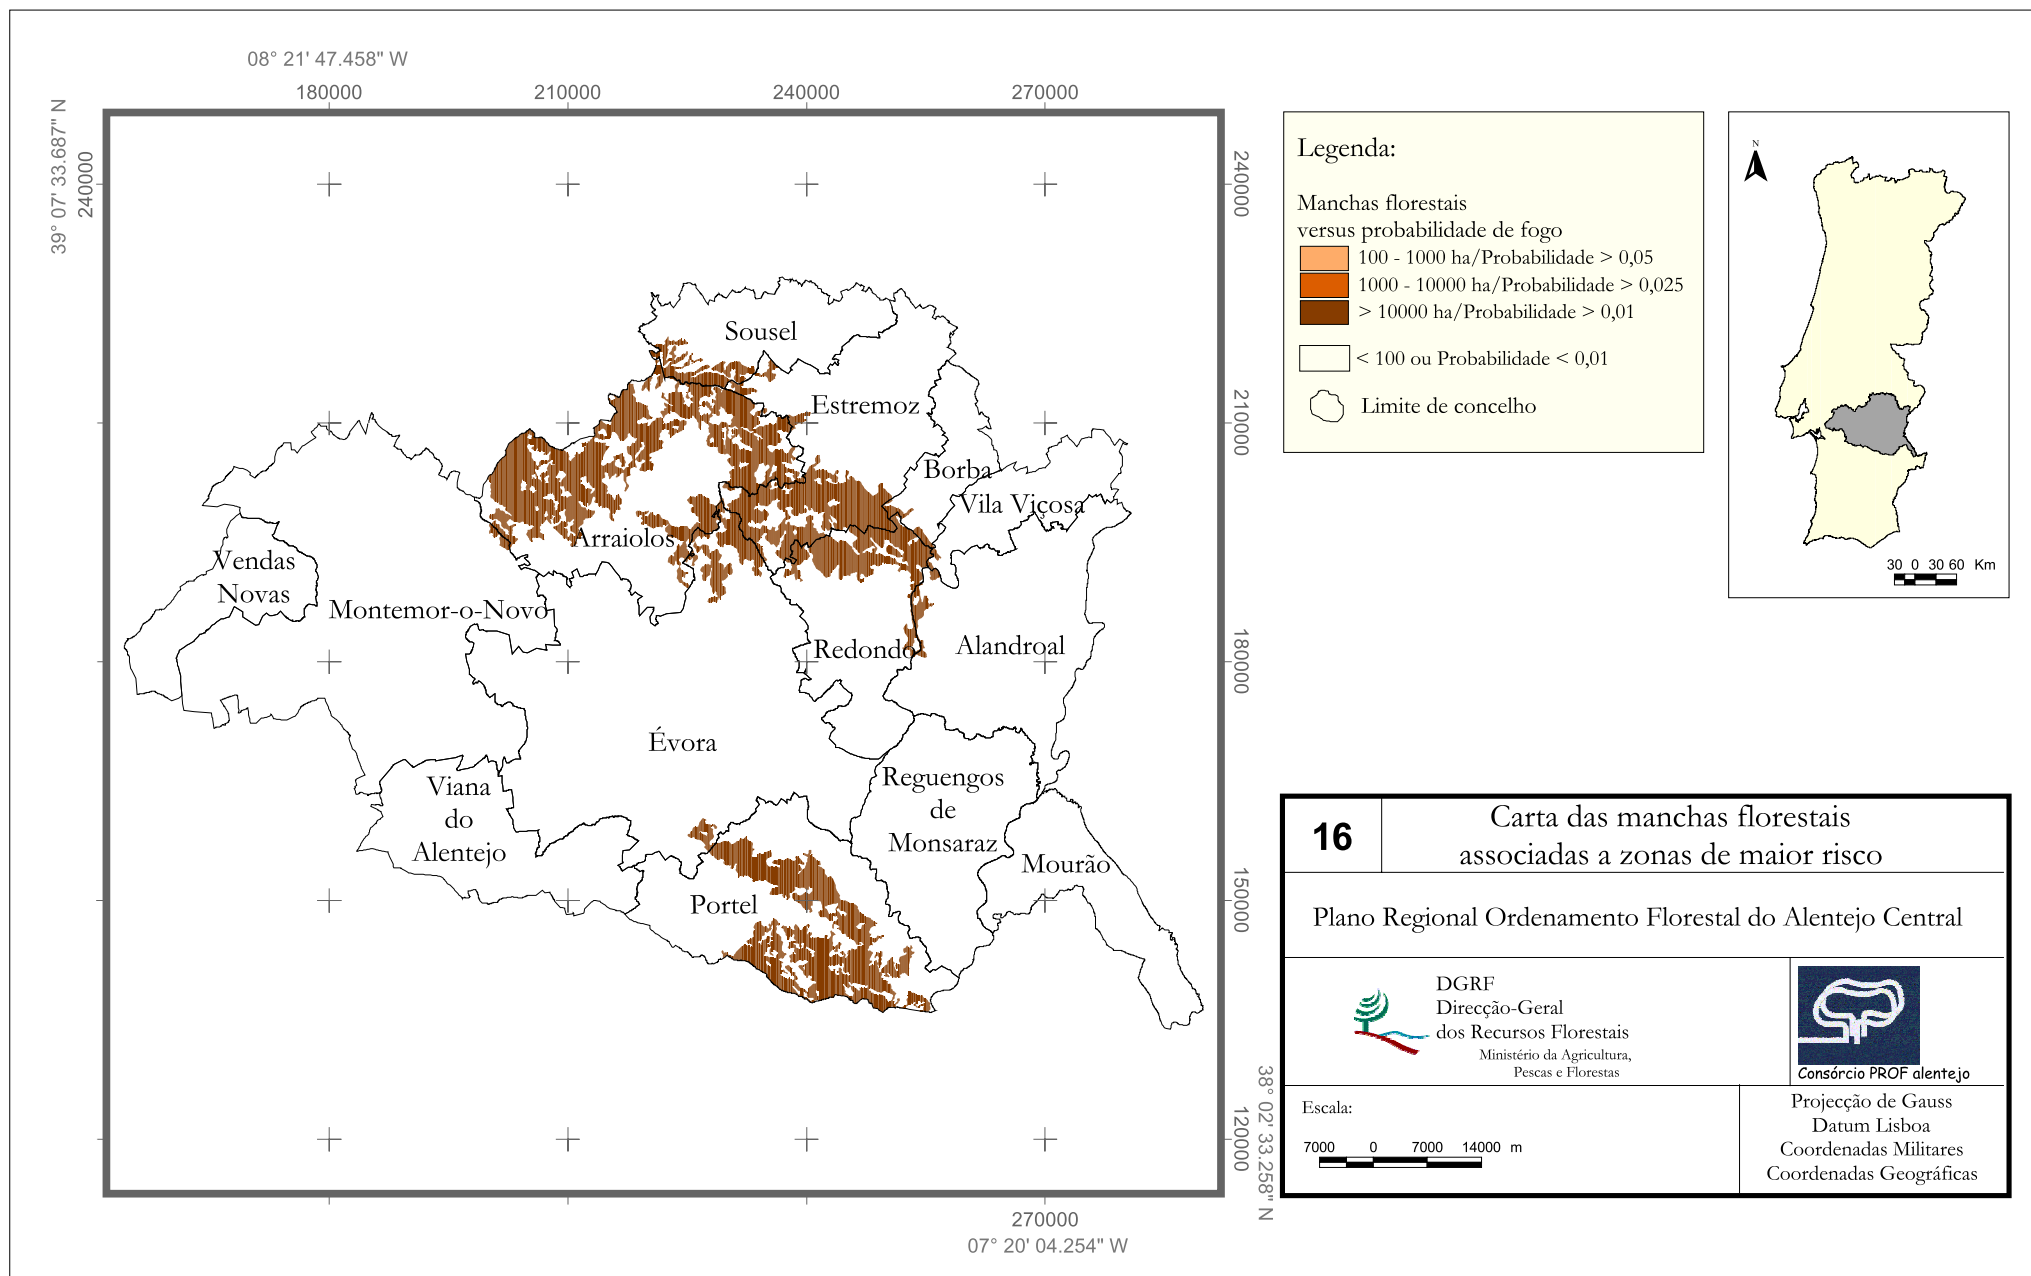 08° 21' 47.458" W
180000
210000
240000
270000
39° 07' 33.687" N
240000
240000
210000
180000
150000
120000
38° 02' 33.258" N
270000
07° 20' 04.254" W
Sousel
Estremoz
Borba
Vila Viçosa
Arraiolos
Vendas
Novas
Montemor-o-Novo
Redondo
Alandroal
Évora
Viana
do
Alentejo
Reguengos
de
Monsaraz
Mourão
Portel
Legenda:
Manchas florestais
versus probabilidade de fogo
100 - 1000 ha/Probabilidade > 0,05
1000 - 10000 ha/Probabilidade > 0,025
> 10000 ha/Probabilidade > 0,01
< 100 ou Probabilidade < 0,01
Limite de concelho
N
30 0 30 60 Km
16
Carta das manchas florestais
associadas a zonas de maior risco
Plano Regional Ordenamento Florestal do Alentejo Central
DGRF
Direcção-Geral
dos Recursos Florestais
Ministério da Agricultura,
Pescas e Florestas
Consórcio PROF alentejo
Escala:
7000 0 7000 14000 m
Projecção de Gauss
Datum Lisboa
Coordenadas Militares
Coordenadas Geográficas